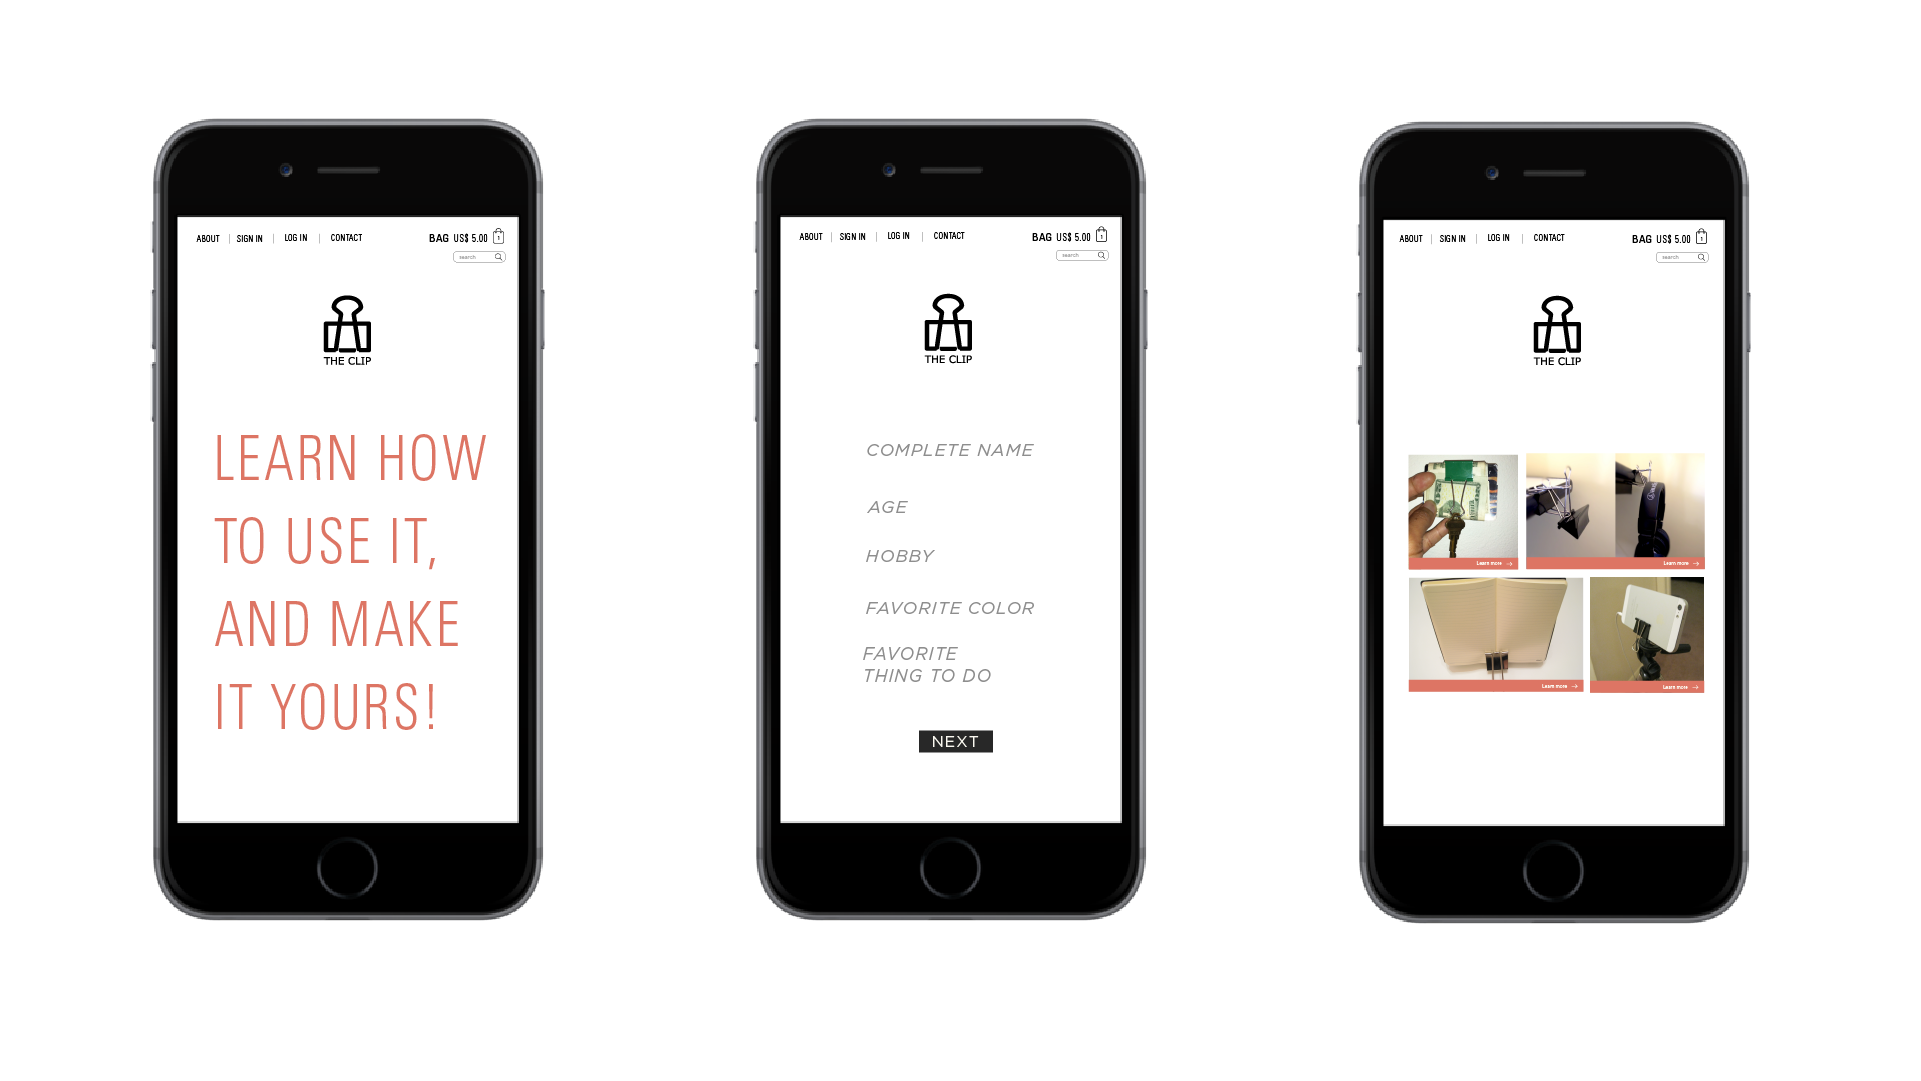 ABOUT SIGN IN LOG IN CONTACT BAG US$ 5.00 1
search
THE CLIP
LEARN HOW
TO USE IT,
AND MAKE
IT YOURS!
ABOUT SIGN IN LOG IN CONTACT BAG US$ 5.00 1
search
THE CLIP
COMPLETE NAME
AGE
HOBBY
FAVORITE COLOR
FAVORITE
THING TO DO
NEXT
ABOUT SIGN IN LOG IN CONTACT BAG US$ 5.00 1
search
THE CLIP
Learn more
Learn more
Learn more
Learn more